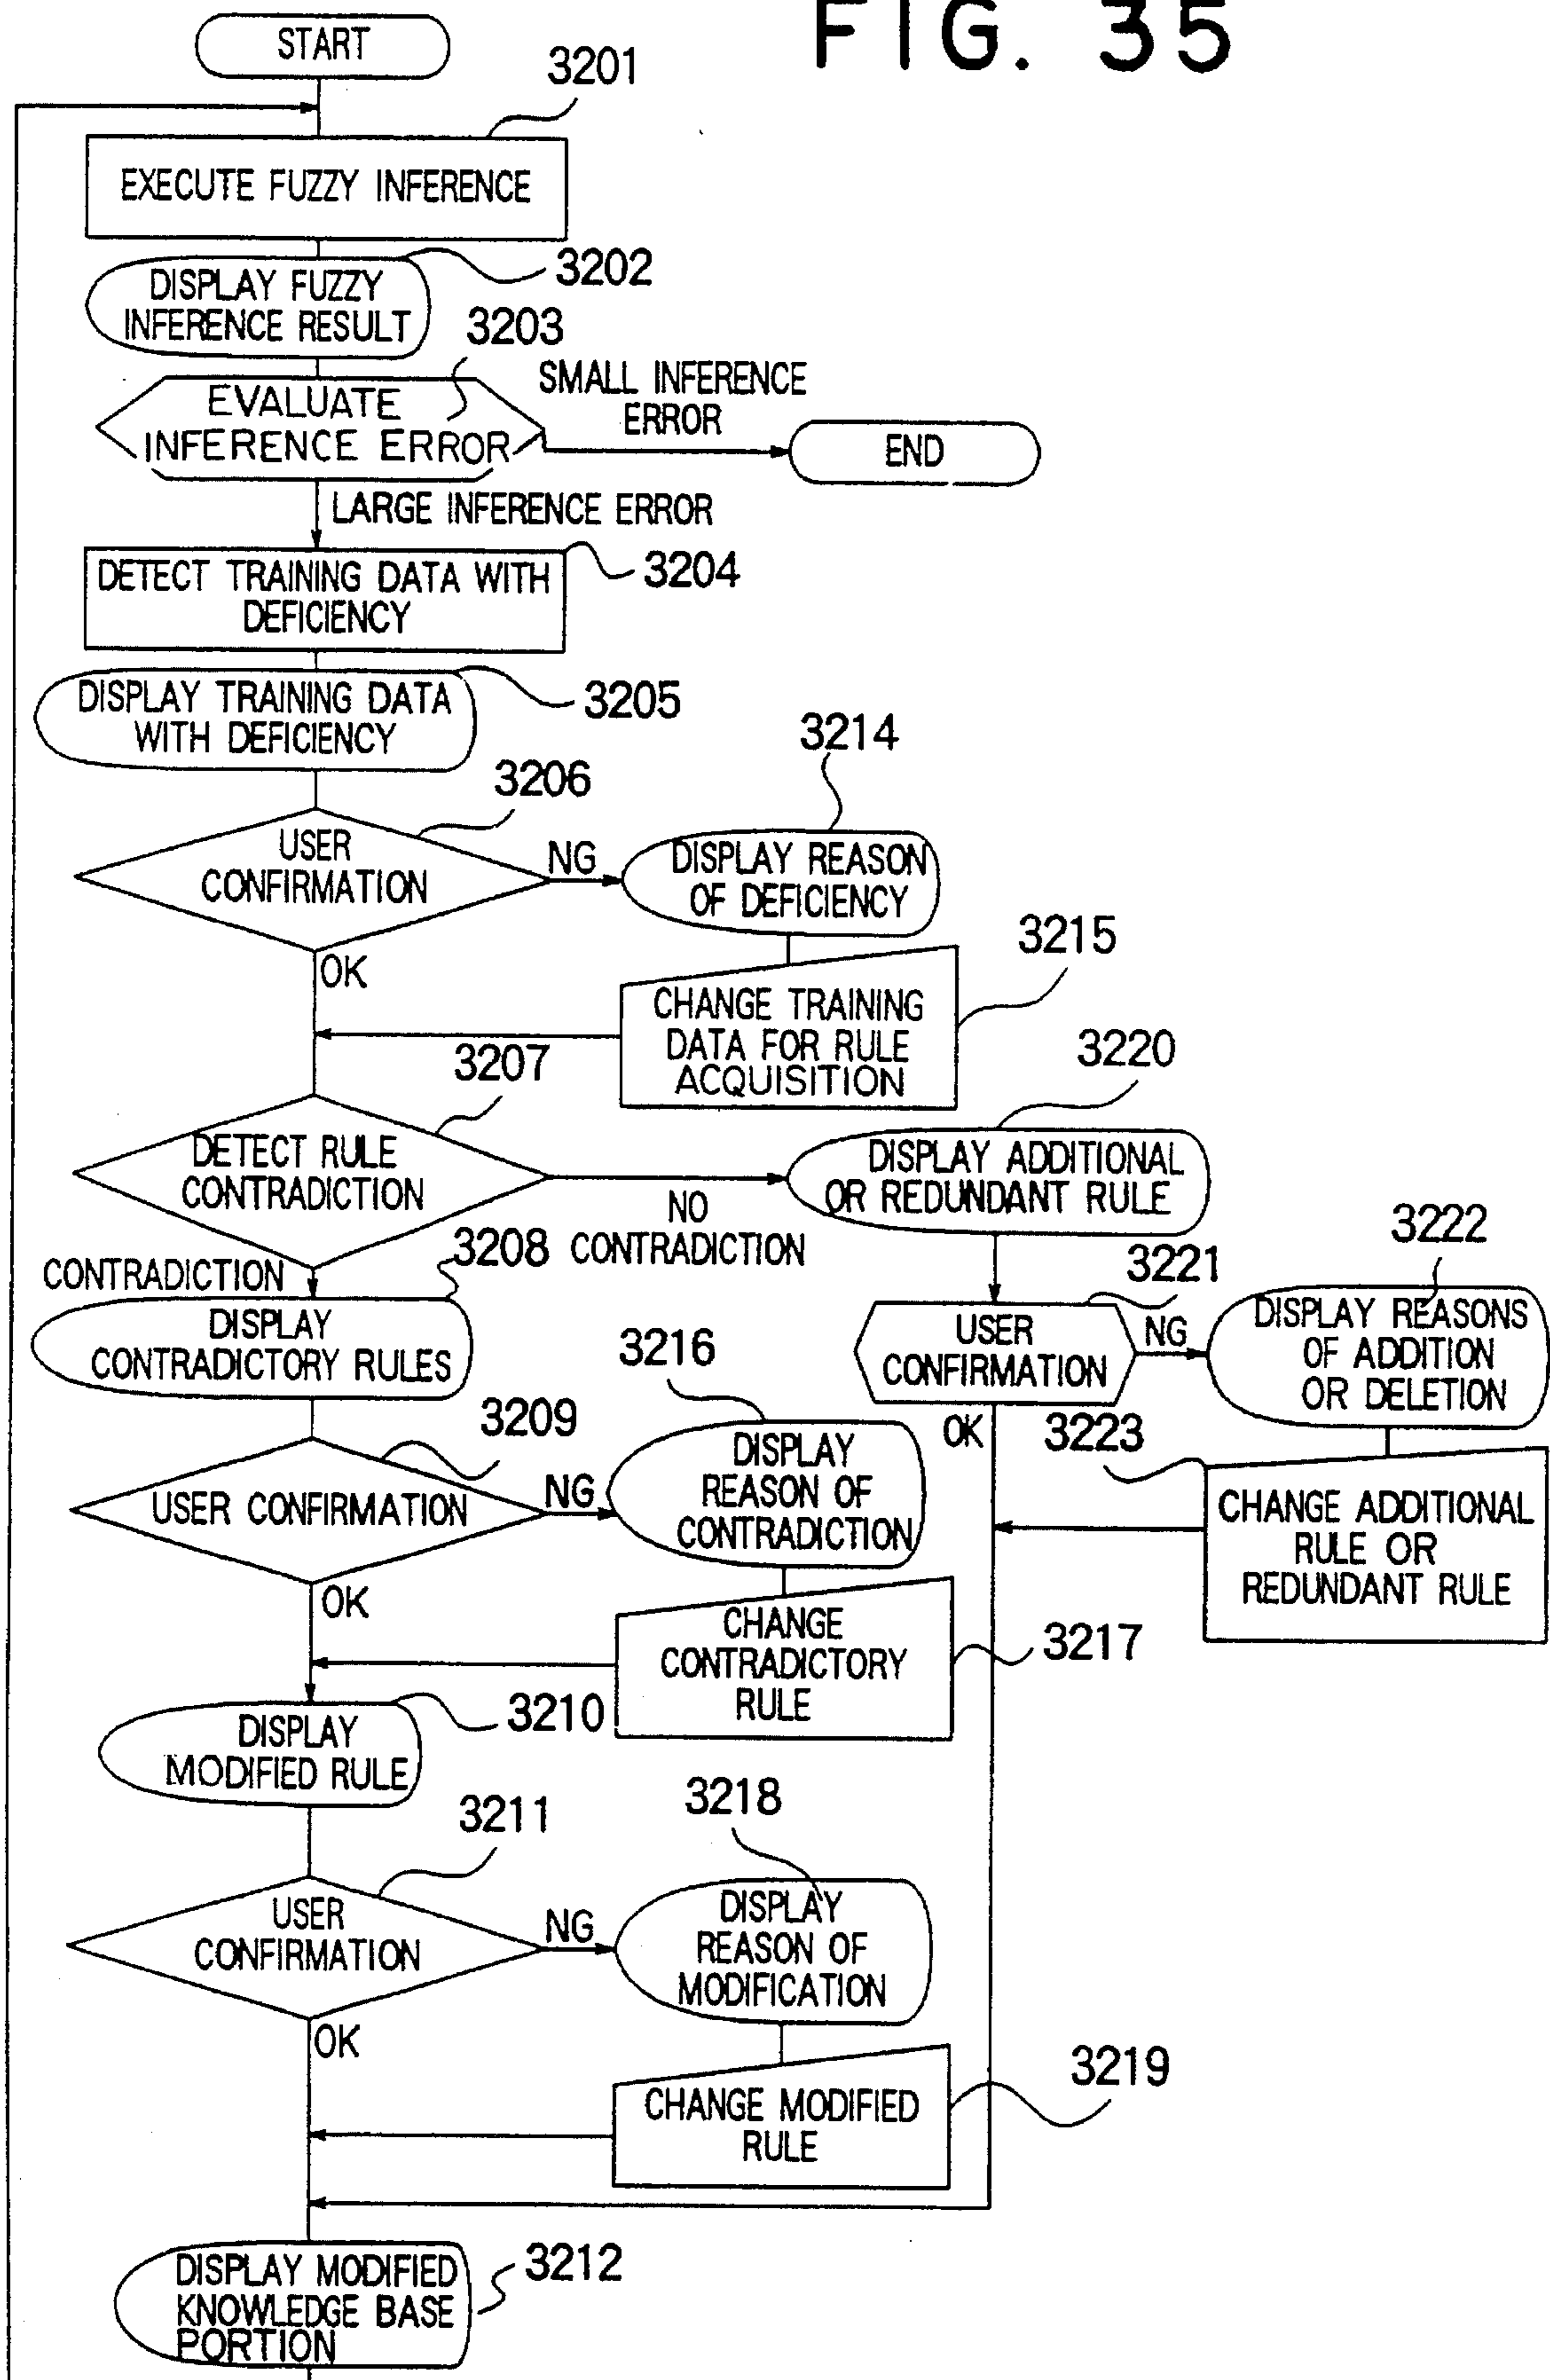 FIG. 35
START
3201
EXECUTE FUZZY INFERENCE
3202
DISPLAY FUZZY
INFERENCE RESULT
3203
EVALUATE
INFERENCE ERROR
SMALL INFERENCE
ERROR
END
LARGE INFERENCE ERROR
3204
DETECT TRAINING DATA WITH
DEFICIENCY
3205
DISPLAY TRAINING DATA
WITH DEFICIENCY
3206
USER
CONFIRMATION
NG
3214
DISPLAY REASON
OF DEFICIENCY
OK
3215
CHANGE TRAINING
DATA FOR RULE
ACQUISITION
3207
DETECT RULE
CONTRADICTION
NO
CONTRADICTION
3220
DISPLAY ADDITIONAL
OR REDUNDANT RULE
CONTRADICTION
3208
DISPLAY
CONTRADICTORY RULES
3221
USER
CONFIRMATION
NG
3222
DISPLAY REASONS
OF ADDITION
OR DELETION
OK
3223
CHANGE ADDITIONAL
RULE OR
REDUNDANT RULE
3209
USER CONFIRMATION
NG
3216
DISPLAY
REASON OF
CONTRADICTION
OK
3217
CHANGE
CONTRADICTORY
RULE
3210
DISPLAY
MODIFIED RULE
3211
USER
CONFIRMATION
NG
3218
DISPLAY
REASON OF
MODIFICATION
OK
3219
CHANGE MODIFIED
RULE
3212
DISPLAY MODIFIED
KNOWLEDGE BASE
PORTION